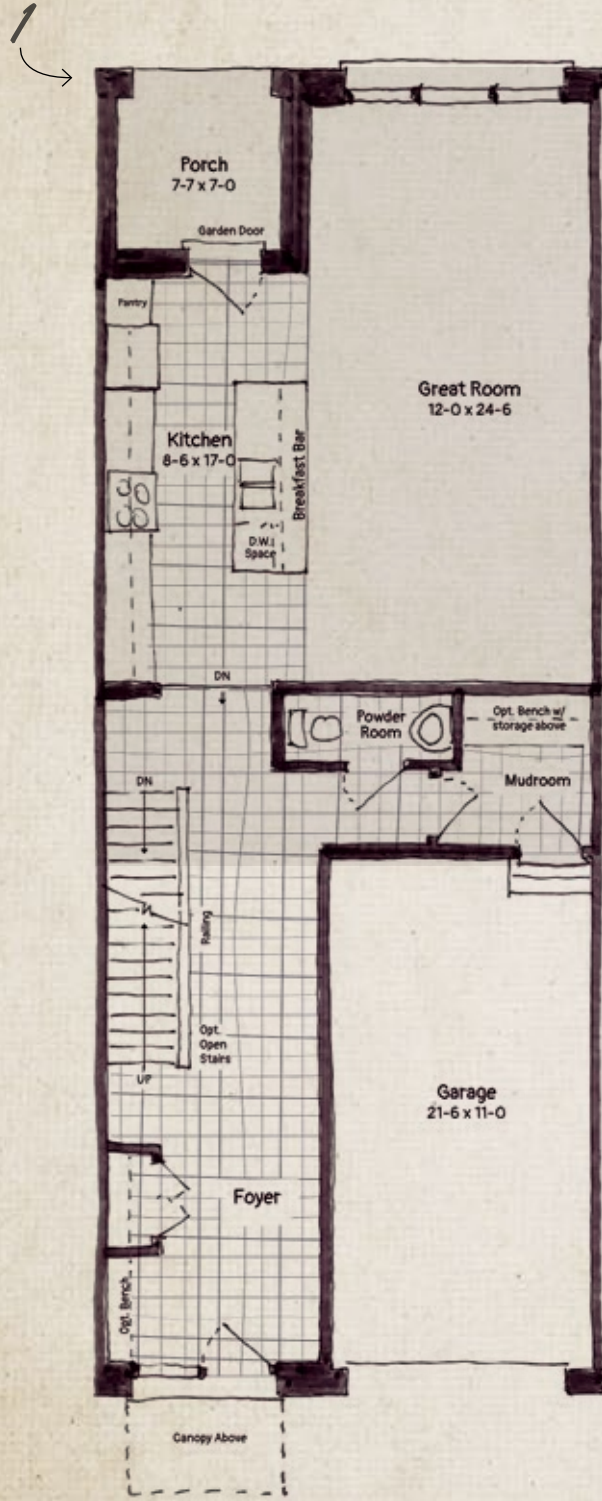 1
Porch
7-7 x 7-0
Garden Door
Pantry
Great Room
12-0 x 24-6
Kitchen
8-6 x 17-0
Breakfast Bar
D.W.
Space
DN
Powder
Room
Opt. Bench w/
storage above
DN
Mudroom
Railing
Opt.
Open
Stairs
UP
Garage
21-6 x 11-0
Foyer
Opt. Bench
Canopy Above